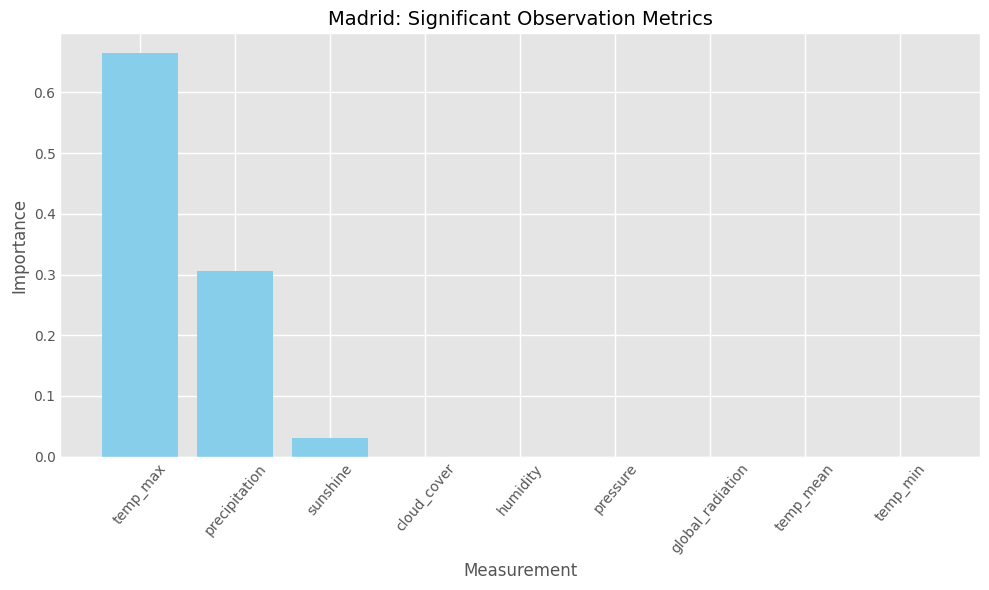 Madrid: Significant Observation Metrics
Importance
0.6
0.5
0.4
0.3
0.2
0.1
0.0
temp_max
precipitation
sunshine
cloud_cover
humidity
pressure
global_radiation
temp_mean
temp_min
Measurement